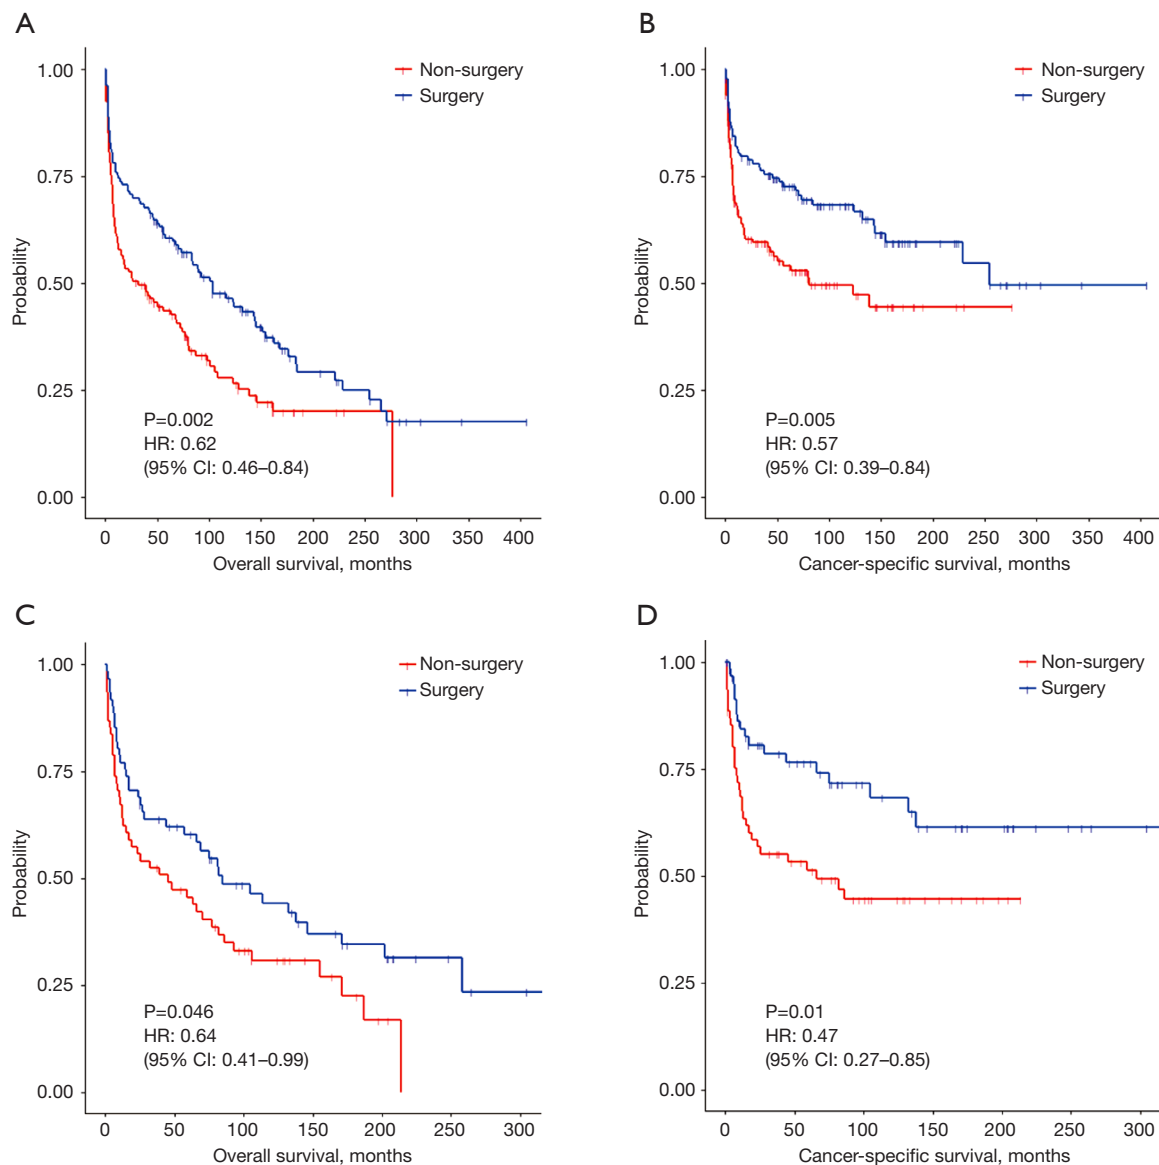 A
Non-surgery
Surgery
1.00
0.75
0.50
0.25
0.00
Probability
P=0.002
HR: 0.62
(95% CI: 0.46–0.84)
0 50 100 150 200 250 300 350 400
Overall survival, months
B
Non-surgery
Surgery
1.00
0.75
0.50
0.25
0.00
Probability
P=0.005
HR: 0.57
(95% CI: 0.39–0.84)
0 50 100 150 200 250 300 350 400
Cancer-specific survival, months
C
Non-surgery
Surgery
1.00
0.75
0.50
0.25
0.00
Probability
P=0.046
HR: 0.64
(95% CI: 0.41–0.99)
0 50 100 150 200 250 300
Overall survival, months
D
Non-surgery
Surgery
1.00
0.75
0.50
0.25
0.00
Probability
P=0.01
HR: 0.47
(95% CI: 0.27–0.85)
0 50 100 150 200 250 300
Cancer-specific survival, months